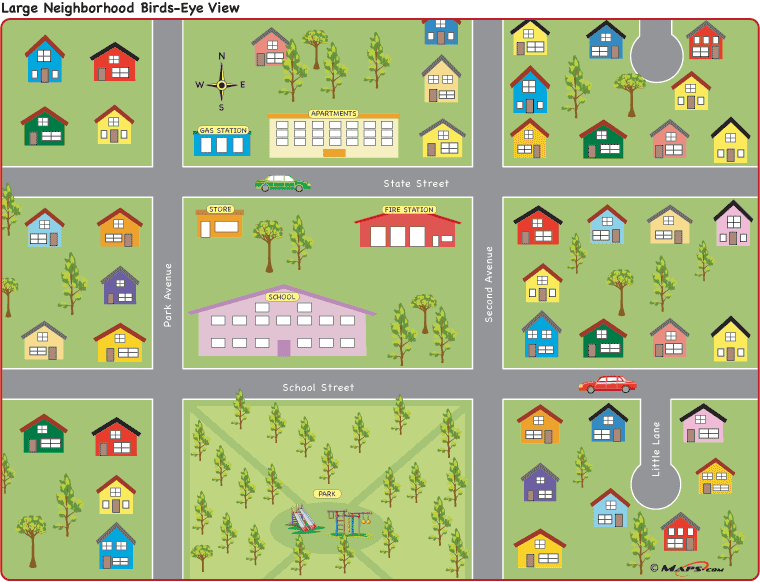 Large Neighborhood Birds-Eye View
N
W E
S
APARTMENTS
GAS STATION
State Street
STORE
FIRE STATION
Park Avenue
Second Avenue
SCHOOL
School Street
Little Lane
PARK
© MAPS.COM